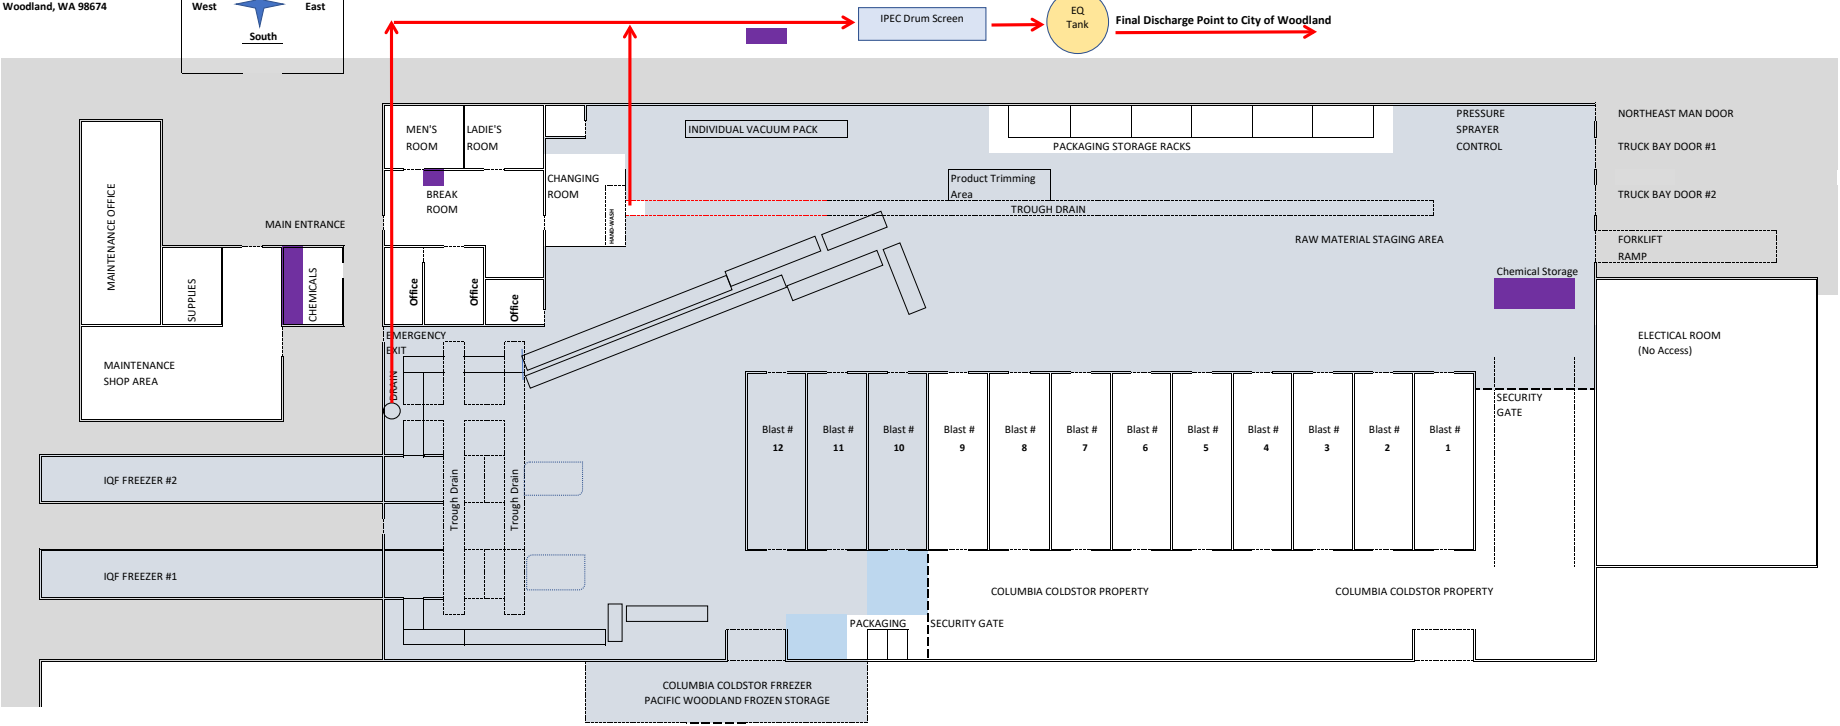 Woodland, WA 98674
West
East
South
IPEC Drum Screen
EQ
Tank
Final Discharge Point to City of Woodland
MEN'S
ROOM
LADIE'S
ROOM
INDIVIDUAL VACUUM PACK
PACKAGING STORAGE RACKS
PRESSURE
SPRAYER
CONTROL
NORTHEAST MAN DOOR
TRUCK BAY DOOR #1
TRUCK BAY DOOR #2
FORKLIFT
RAMP
MAINTENANCE OFFICE
MAIN ENTRANCE
BREAK
ROOM
CHANGING
ROOM
HAND-WASH
Product Trimming
Area
TROUGH DRAIN
RAW MATERIAL STAGING AREA
Chemical Storage
SUPPLIES
CHEMICALS
Office
Office
Office
EMERGENCY
EXIT
DRAIN
MAINTENANCE
SHOP AREA
ELECTICAL ROOM
(No Access)
SECURITY
GATE
Blast #
12
Blast #
11
Blast #
10
Blast #
9
Blast #
8
Blast #
7
Blast #
6
Blast #
5
Blast #
4
Blast #
3
Blast #
2
Blast #
1
IQF FREEZER #2
Trough Drain
Trough Drain
IQF FREEZER #1
COLUMBIA COLDSTOR PROPERTY
COLUMBIA COLDSTOR PROPERTY
PACKAGING
SECURITY GATE
COLUMBIA COLDSTOR FRREZER
PACIFIC WOODLAND FROZEN STORAGE